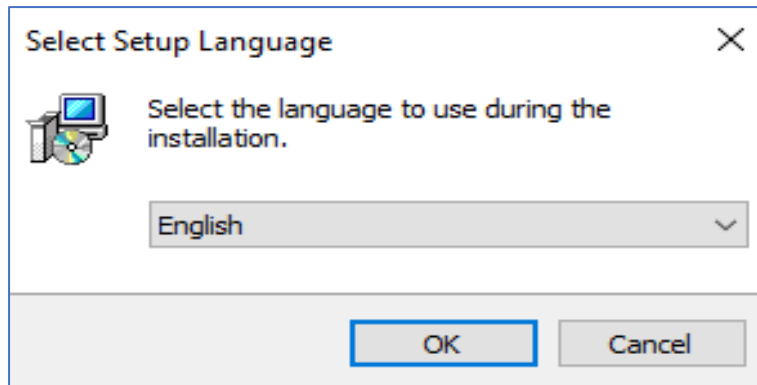 Select Setup Language
Select the language to use during the
installation.
English
OK
Cancel